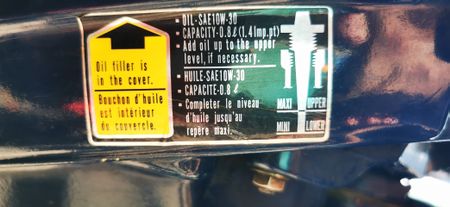 Oil filler is
in the cover.
Bouchon d'huile
est intérieur
du couvercle.
• OIL-SAE10W-30
• CAPACITY-0.8ℓ(1.4Imp.pt)
• Add oil up to the upper
level, if necessary.
• HUILE-SAE10W-30
• CAPACITE-0.8ℓ
• Completer le niveau
d'huile jusqu'au
repère maxi.
MAXI UPPER
MINI LOWER